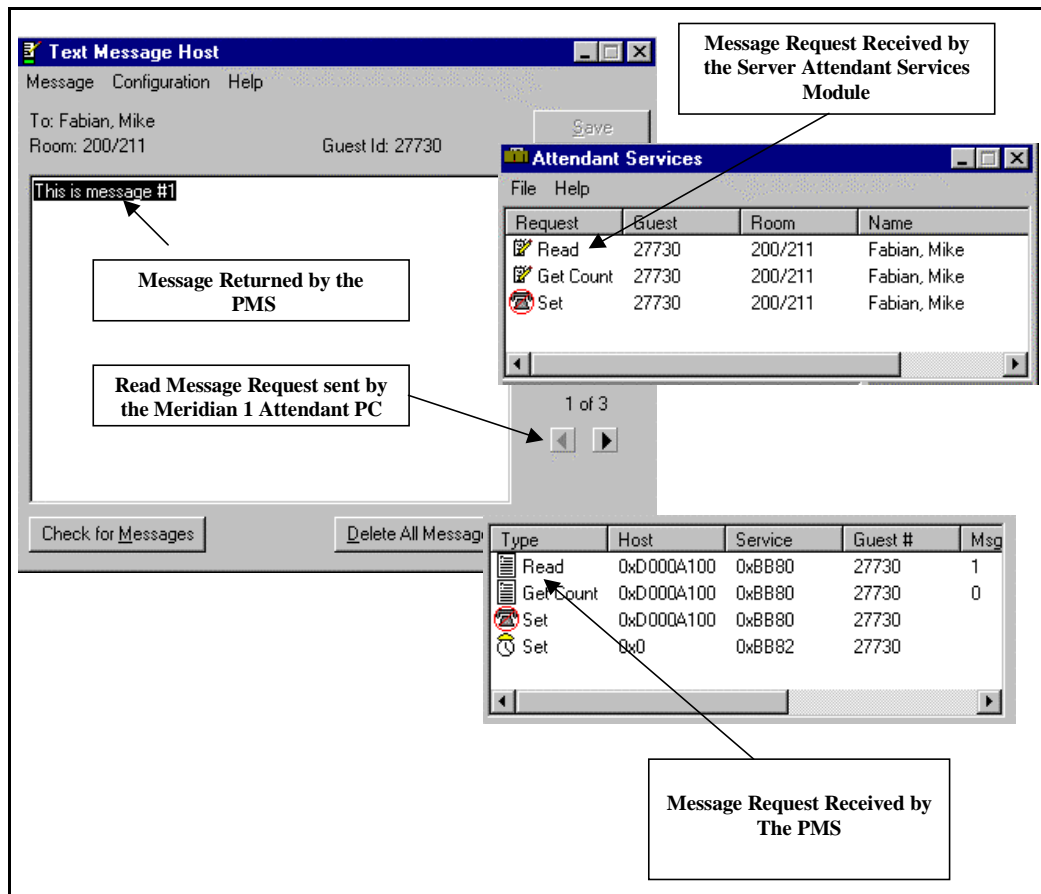 Text Message Host
Message Configuration Help
To: Fabian, Mike
Room: 200/211 Guest Id: 27730
Save
This is message #1
Message Returned by the
PMS
Read Message Request sent by
the Meridian 1 Attendant PC
1 of 3
Check for Messages
Delete All Messag
Message Request Received by
the Server Attendant Services
Module
Attendant Services
File Help
Request Guest Room Name
Read 27730 200/211 Fabian, Mike
Get Count 27730 200/211 Fabian, Mike
Set 27730 200/211 Fabian, Mike
Type Host Service Guest # Msg
Read 0xD000A100 0xBB80 27730 1
Get Count 0xD000A100 0xBB80 27730 0
Set 0xD000A100 0xBB80 27730
Set 0x0 0xBB82 27730
Message Request Received by
The PMS